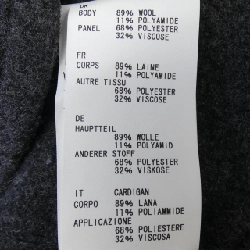 BODY 89% WOOL
11% POLYAMIDE
PANEL 68% POLYESTER
32% VISCOSE
FR
CORPS 89% LAINE
11% POLYAMIDE
AUTRE TISSU
68% POLYESTER
32% VISCOSE
DE
HAUPTTEIL
89% WOLLE
11% POLYAMID
ANDERER STOFF
68% POLYESTER
32% VISKOSE
IT CARDIGAN
CORPO 89% LANA
11% POLIAMMIDE
APPLICAZIONE
68% POLIESTERE
32% VISCOSA